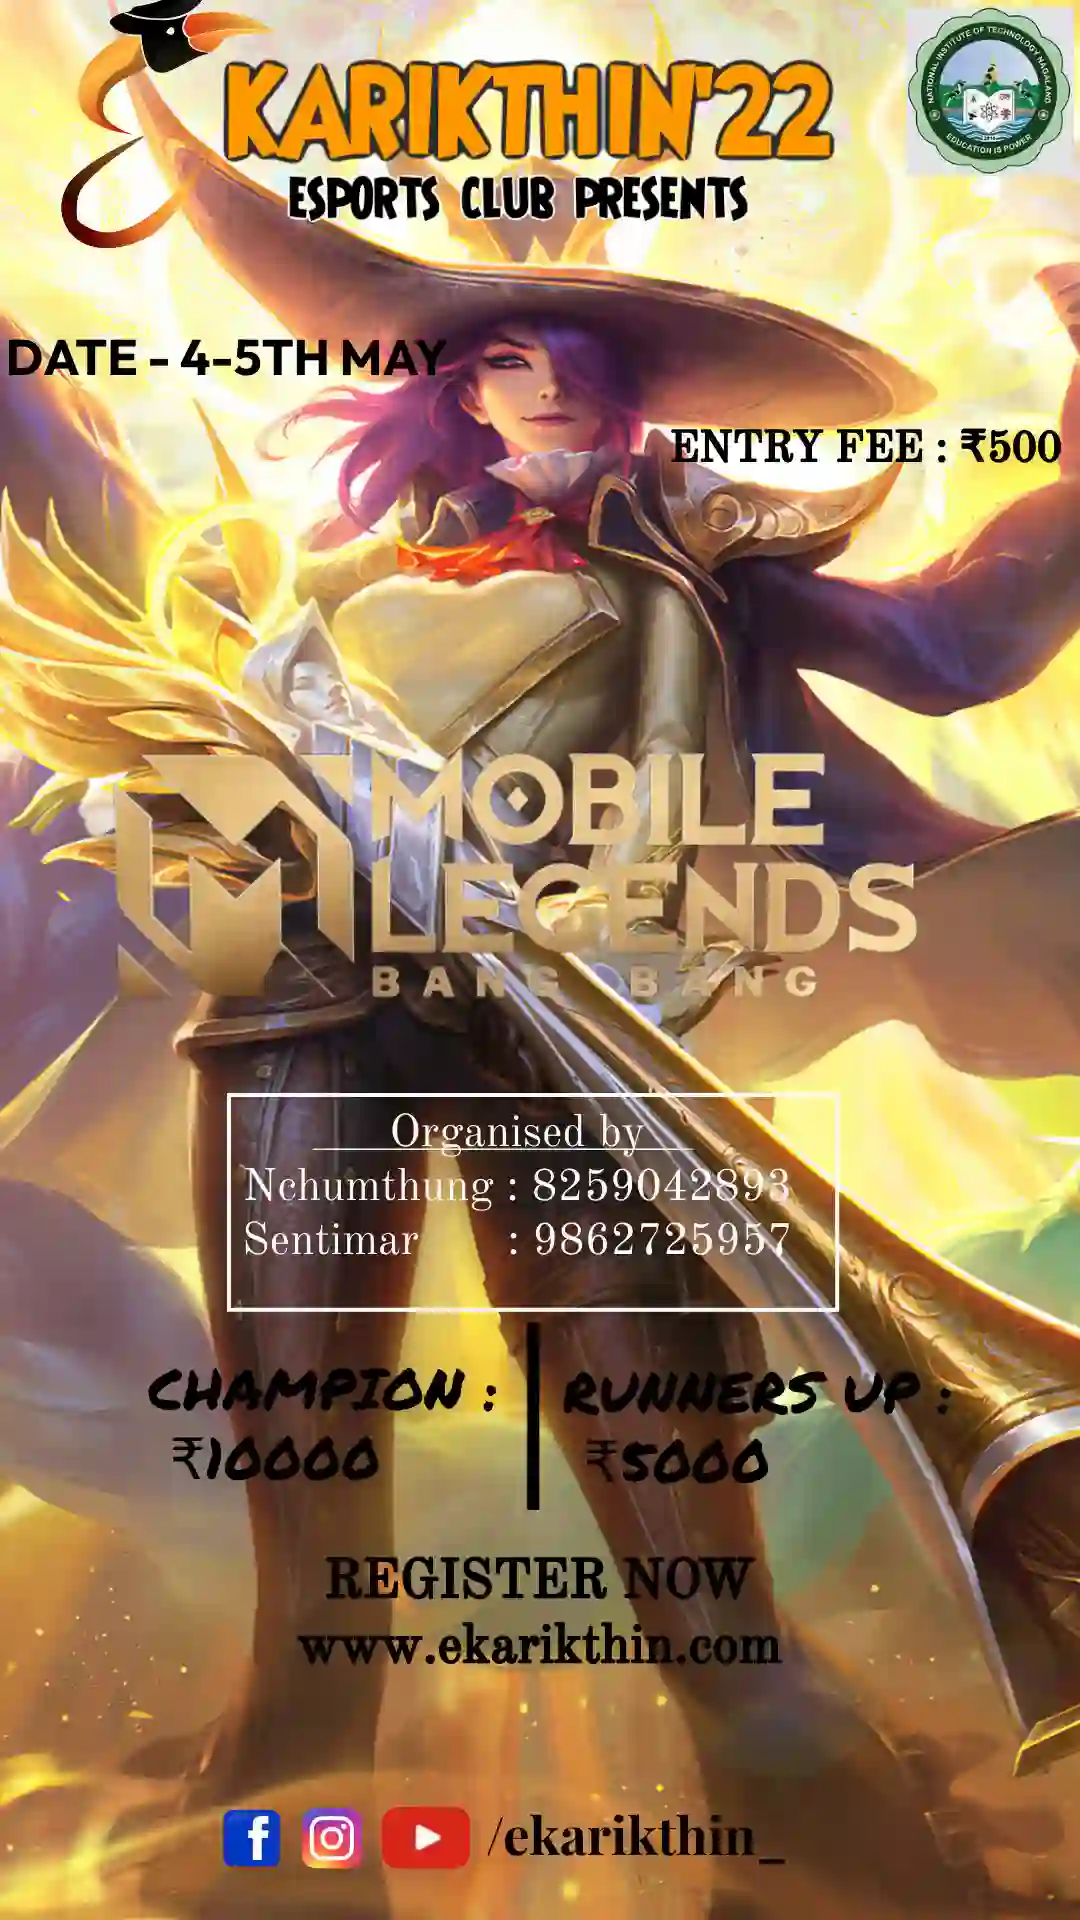 KARIKTHIN'22
ESPORTS CLUB PRESENTS
NATIONAL INSTITUTE OF TECHNOLOGY NAGALAND
EDUCATION IS POWER
DATE - 4-5TH MAY
ENTRY FEE : ₹500
MOBILE
LEGENDS
BANG BANG
Organised by
Nchumthung : 8259042893
Sentimar : 9862725957
CHAMPION :
₹10000
RUNNERS UP :
₹5000
REGISTER NOW
www.ekarikthin.com
/ekarikthin_